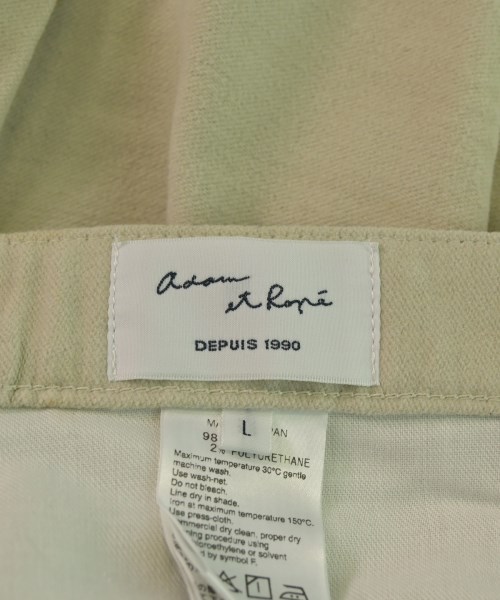 adam
et Ropé
DEPUIS 1990
L
98
2% POLYURETHANE
Maximum temperature 30°C gentle
machine wash.
Use wash-net.
Do not bleach.
Line dry in shade.
Iron at maximum temperature 150°C.
Use press-cloth.
commercial dry clean, proper dry
procedure using
or solvent
by symbol F.